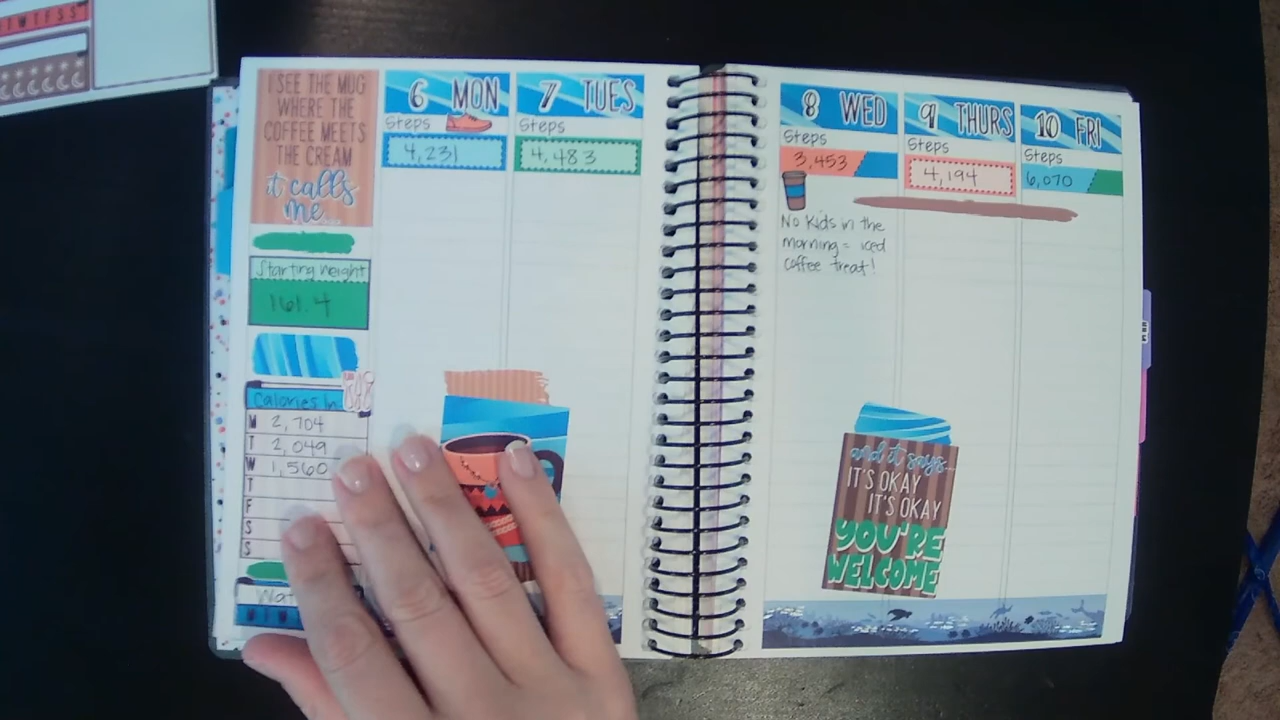 I SEE THE MUG
WHERE THE
COFFEE MEETS
THE CREAM
it calls
me...
Starting Weight
161.4
Calories In
M 2,704
T 2,049
W 1,560
T
F
S
S
Wat
6 MON
Steps
4,231
7 TUES
Steps
4,483
8 WED
Steps
3,453
No Kids in the
morning = iced
coffee treat!
9 THURS
Steps
4,194
10 FRI
Steps
6,070
and it says...
IT'S OKAY
IT'S OKAY
YOU'RE
WELCOME